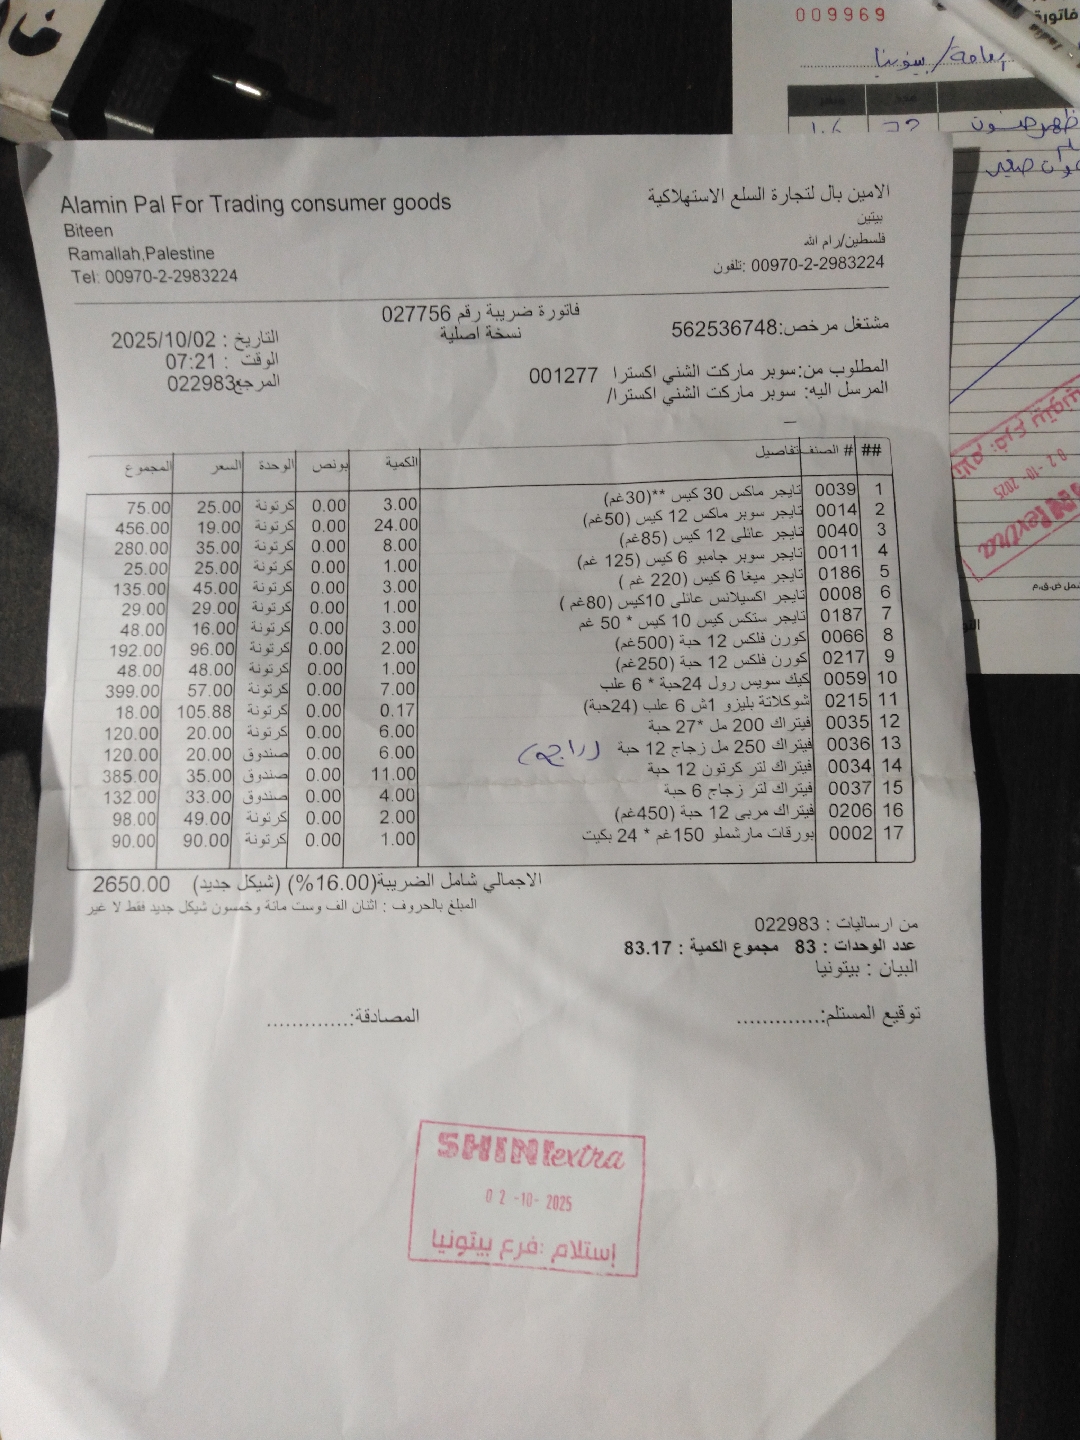 009969
فاتورة
Alamin Pal For Trading consumer goods
Biteen
Ramallah,Palestine
Tel: 00970-2-2983224
الامين بال لتجارة السلع الاستهلاكية
بيتين
فلسطين/رام الله
تلفون: 00970-2-2983224
فاتورة ضريبة رقم 027756
نسخة اصلية
مشتغل مرخص:562536748
التاريخ : 2025/10/02
الوقت : 07:21
المرجع022983
المطلوب من:سوبر ماركت الشني اكسترا 001277
المرسل اليه: سوبر ماركت الشني اكسترا/
## # الصنف تفاصيل الكمية بونص الوحدة السعر المجموع
1 0039 تايجر ماكس 30 كيس **(30غم) 3.00 0.00 كرتونة 25.00 75.00
2 0014 تايجر سوبر ماكس 12 كيس (50غم) 24.00 0.00 كرتونة 19.00 456.00
3 0040 تايجر عائلي 12 كيس (85غم) 8.00 0.00 كرتونة 35.00 280.00
4 0011 تايجر سوبر جامبو 6 كيس (125 غم) 1.00 0.00 كرتونة 25.00 25.00
5 0186 تايجر ميغا 6 كيس (220 غم ) 3.00 0.00 كرتونة 45.00 135.00
6 0008 تايجر اكسيلانس عائلي 10كيس (80غم ) 1.00 0.00 كرتونة 29.00 29.00
7 0187 تايجر ستكس كيس 10 كيس * 50 غم 3.00 0.00 كرتونة 16.00 48.00
8 0066 كورن فلكس 12 حبة (500غم) 2.00 0.00 كرتونة 96.00 192.00
9 0217 كورن فلكس 12 حبة (250غم) 1.00 0.00 كرتونة 48.00 48.00
10 0059 كيك سويس رول 24حبة * 6 علب 7.00 0.00 كرتونة 57.00 399.00
11 0215 شوكلاتة بليزو 1ش 6 علب (24حبة) 0.17 0.00 كرتونة 105.88 18.00
12 0035 فيتراك 200 مل *27 حبة 6.00 0.00 كرتونة 20.00 120.00
13 0036 فيتراك 250 مل زجاج 12 حبة (راجع) 6.00 0.00 صندوق 20.00 120.00
14 0034 فيتراك لتر كرتون 12 حبة 11.00 0.00 كرتونة 35.00 385.00
15 0037 فيتراك لتر زجاج 6 حبة 4.00 0.00 صندوق 33.00 132.00
16 0206 فيتراك مربى 12 حبة (450غم) 2.00 0.00 كرتونة 49.00 98.00
17 0002 بورقات مارشملو 150غم * 24 بكيت 1.00 0.00 كرتونة 90.00 90.00
الاجمالي شامل الضريبة(16.00%) (شيكل جديد) 2650.00
المبلغ بالحروف : اثنان الف وست مائة وخمسون شيكل جديد فقط لا غير
من ارساليات : 022983
عدد الوحدات : 83 مجموع الكمية : 83.17
البيان : بيتونيا
توقيع المستلم:..............
المصادقة:..............
SHINI extra
02 -10- 2025
إستلام :فرع بيتونيا
02 -10- 2025
extra